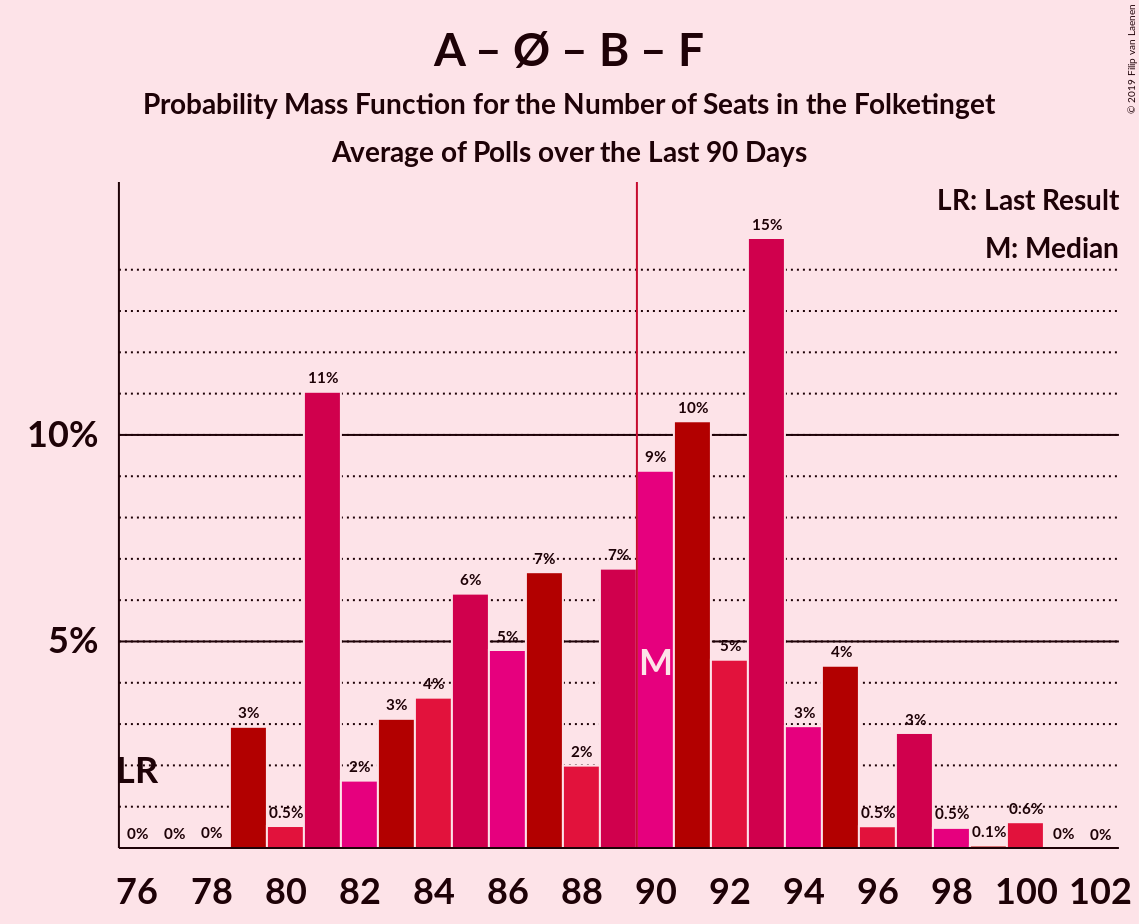 A – Ø – B – F
Probability Mass Function for the Number of Seats in the Folketinget
Average of Polls over the Last 90 Days
© 2019 Filip van Laenen
LR: Last Result
M: Median
15%
11%
10%
10%
9%
7%
7%
6%
5%
5%
5%
4%
4%
3%
3%
3%
3%
2%
2%
LR
M
0% 0% 0% 0.5% 0.5% 0.5% 0.1% 0.6% 0% 0%
76 78 80 82 84 86 88 90 92 94 96 98 100 102